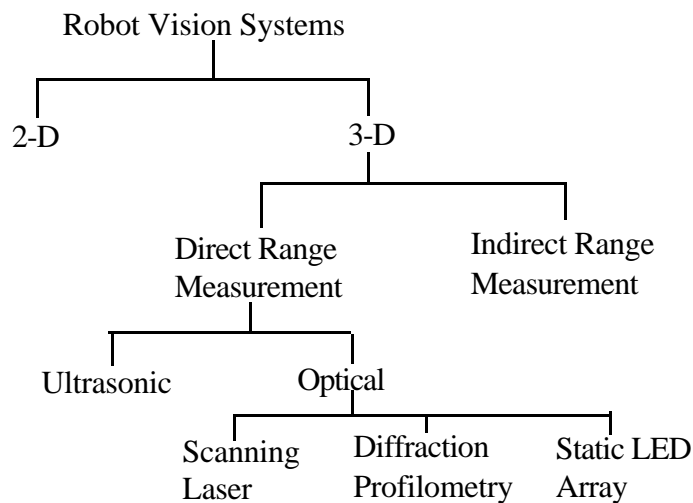 Robot Vision Systems
2-D
3-D
Direct Range
Measurement
Indirect Range
Measurement
Ultrasonic
Optical
Scanning
Laser
Diffraction
Profilometry
Static LED
Array